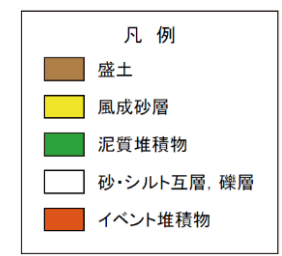 凡 例
盛土
風成砂層
泥質堆積物
砂・シルト互層，礫層
イベント堆積物